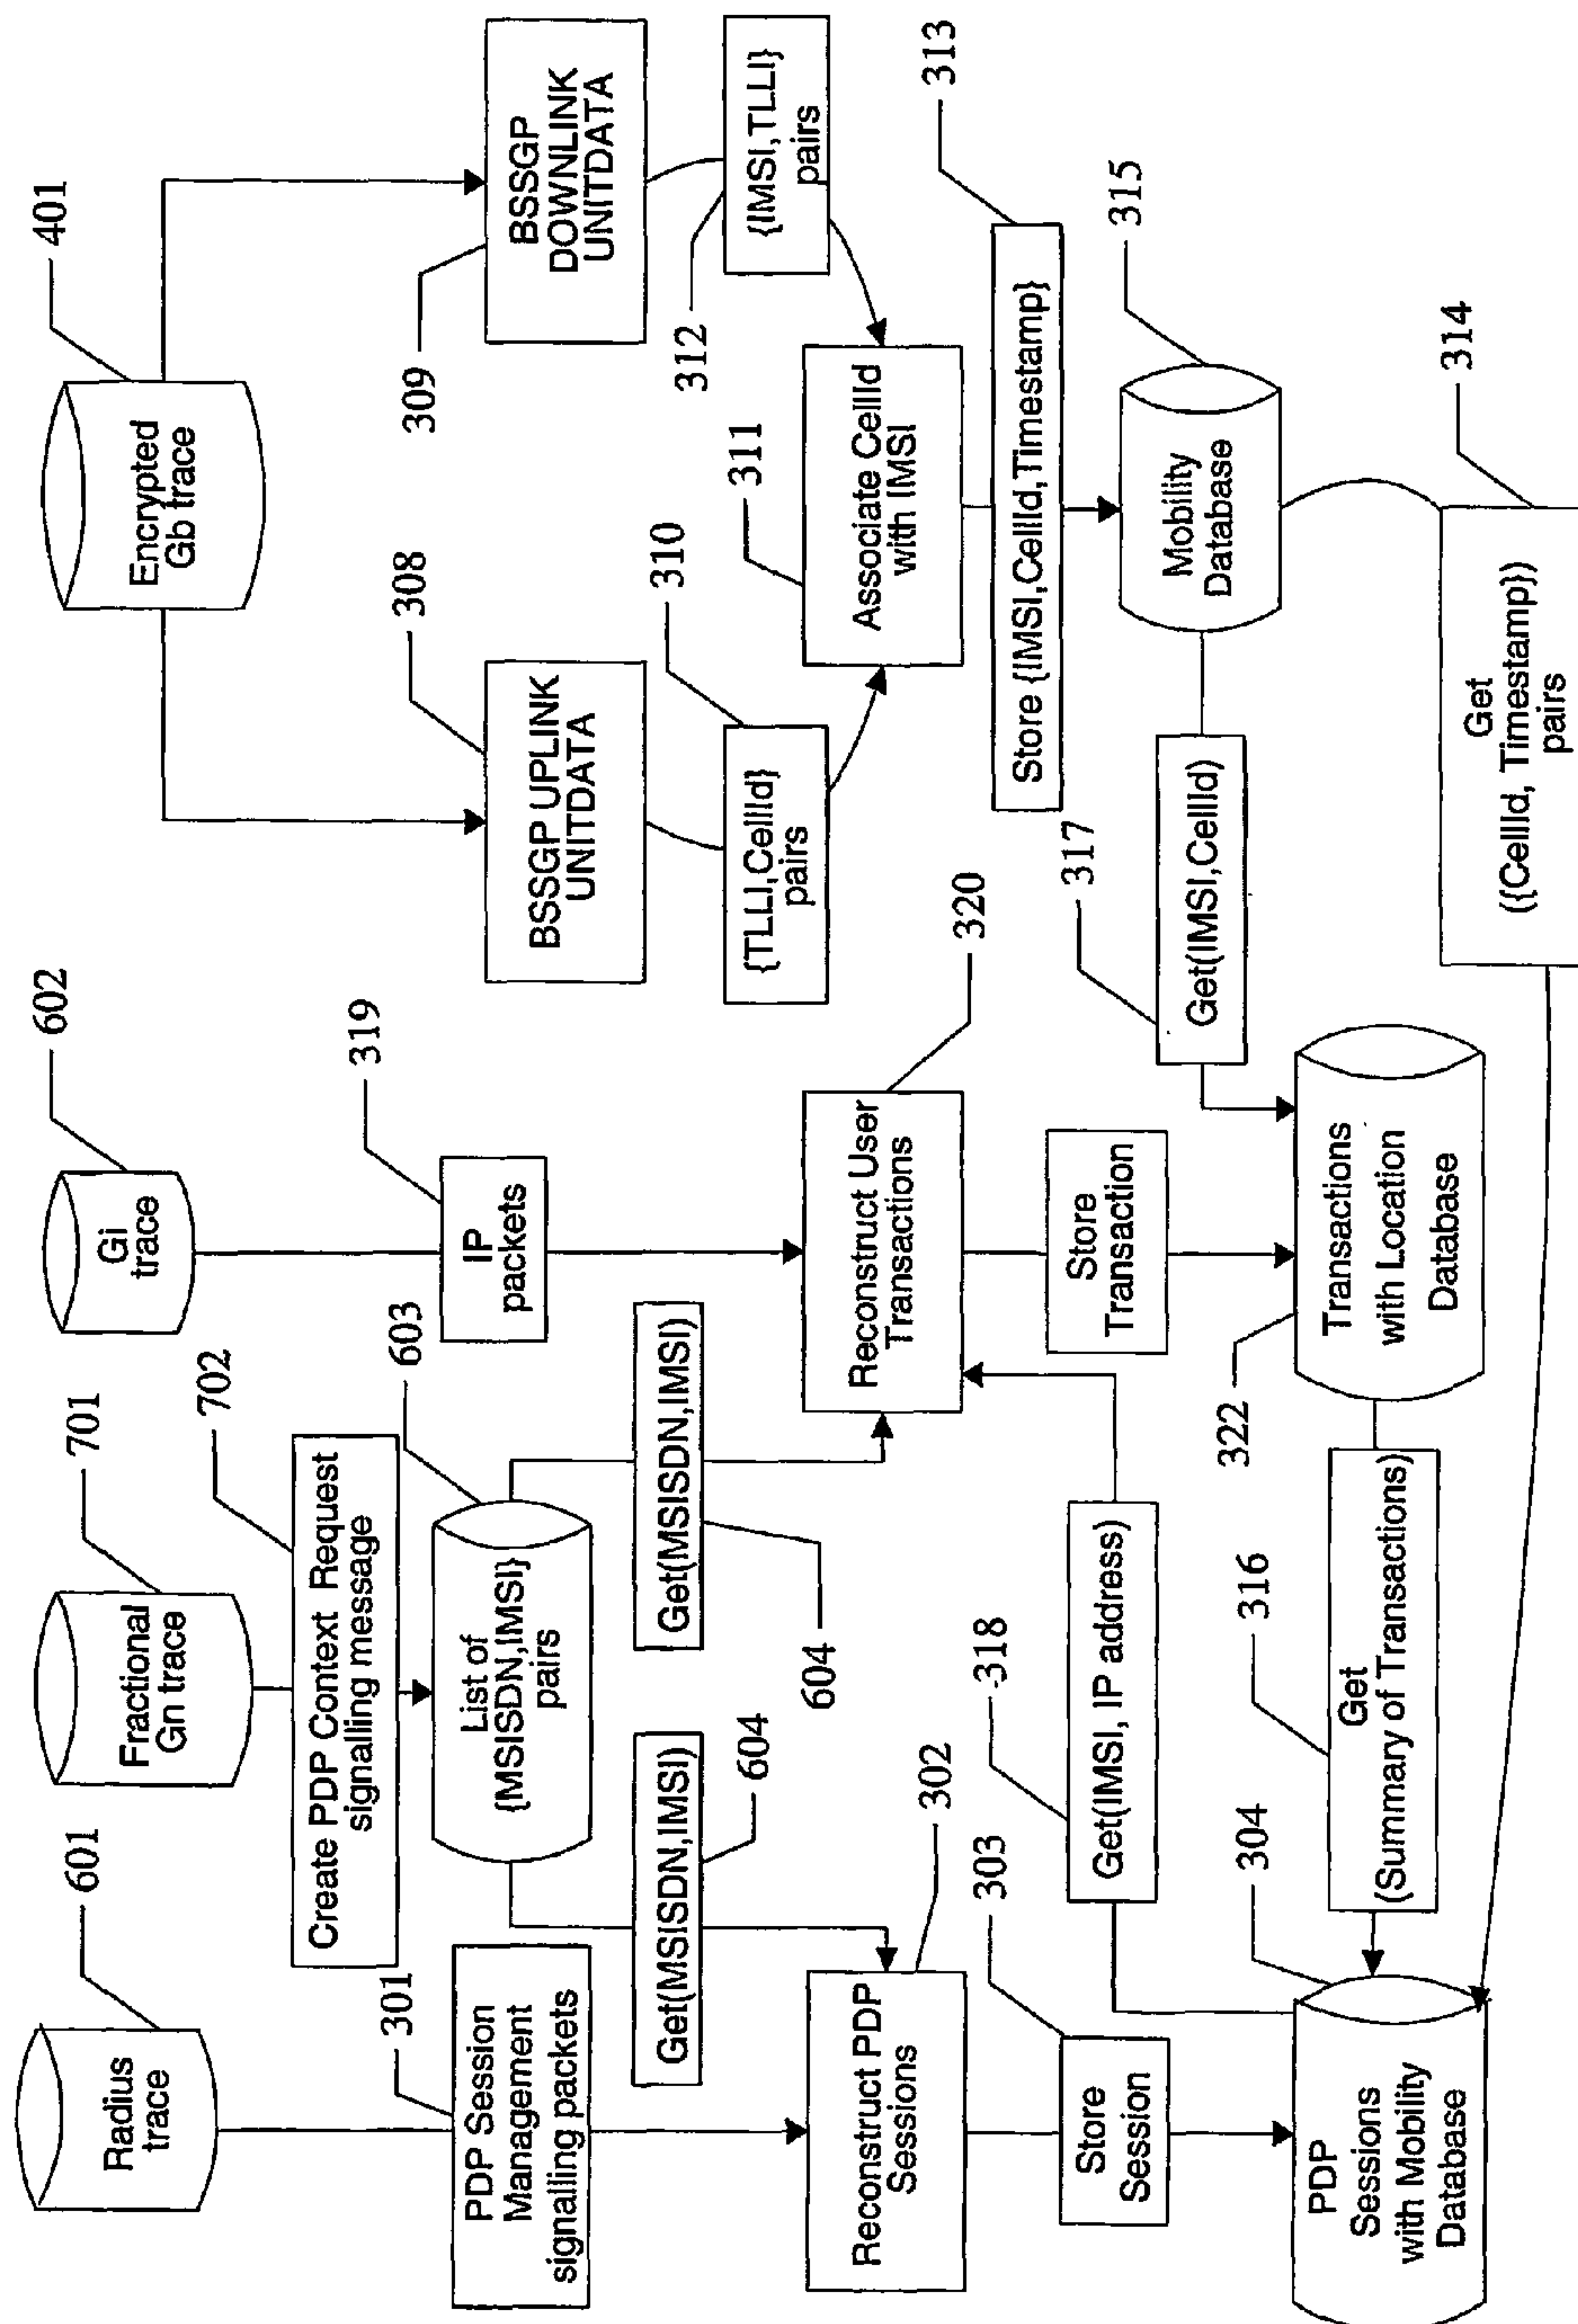 Radius
trace
601
Fractional
Gn trace
701
Gi
trace
602
Encrypted
Gb trace
401
Create PDP Context Request
signalling message
702
301
PDP Session
Management
signalling packets
List of
{MSISDN,IMSI}
pairs
603
IP
packets
319
BSSGP UPLINK
UNITDATA
308
BSSGP
DOWNLINK
UNITDATA
309
Get(MSISDN,IMSI)
604
Get(MSISDN,IMSI)
604
{TLLI,CellId}
pairs
310
{IMSI,TLLI}
pairs
312
Reconstruct PDP
Sessions
302
Reconstruct User
Transactions
320
Associate CellId
with IMSI
311
Store {IMSI,CellId,Timestamp}
313
Store
Session
303
Get(IMSI, IP address)
318
Store
Transaction
Get(IMSI,CellId)
317
Mobility
Database
315
PDP
Sessions
with Mobility
Database
304
Get
(Summary of Transactions)
316
Transactions
with Location
Database
322
Get
({CellId, Timestamp})
pairs
314